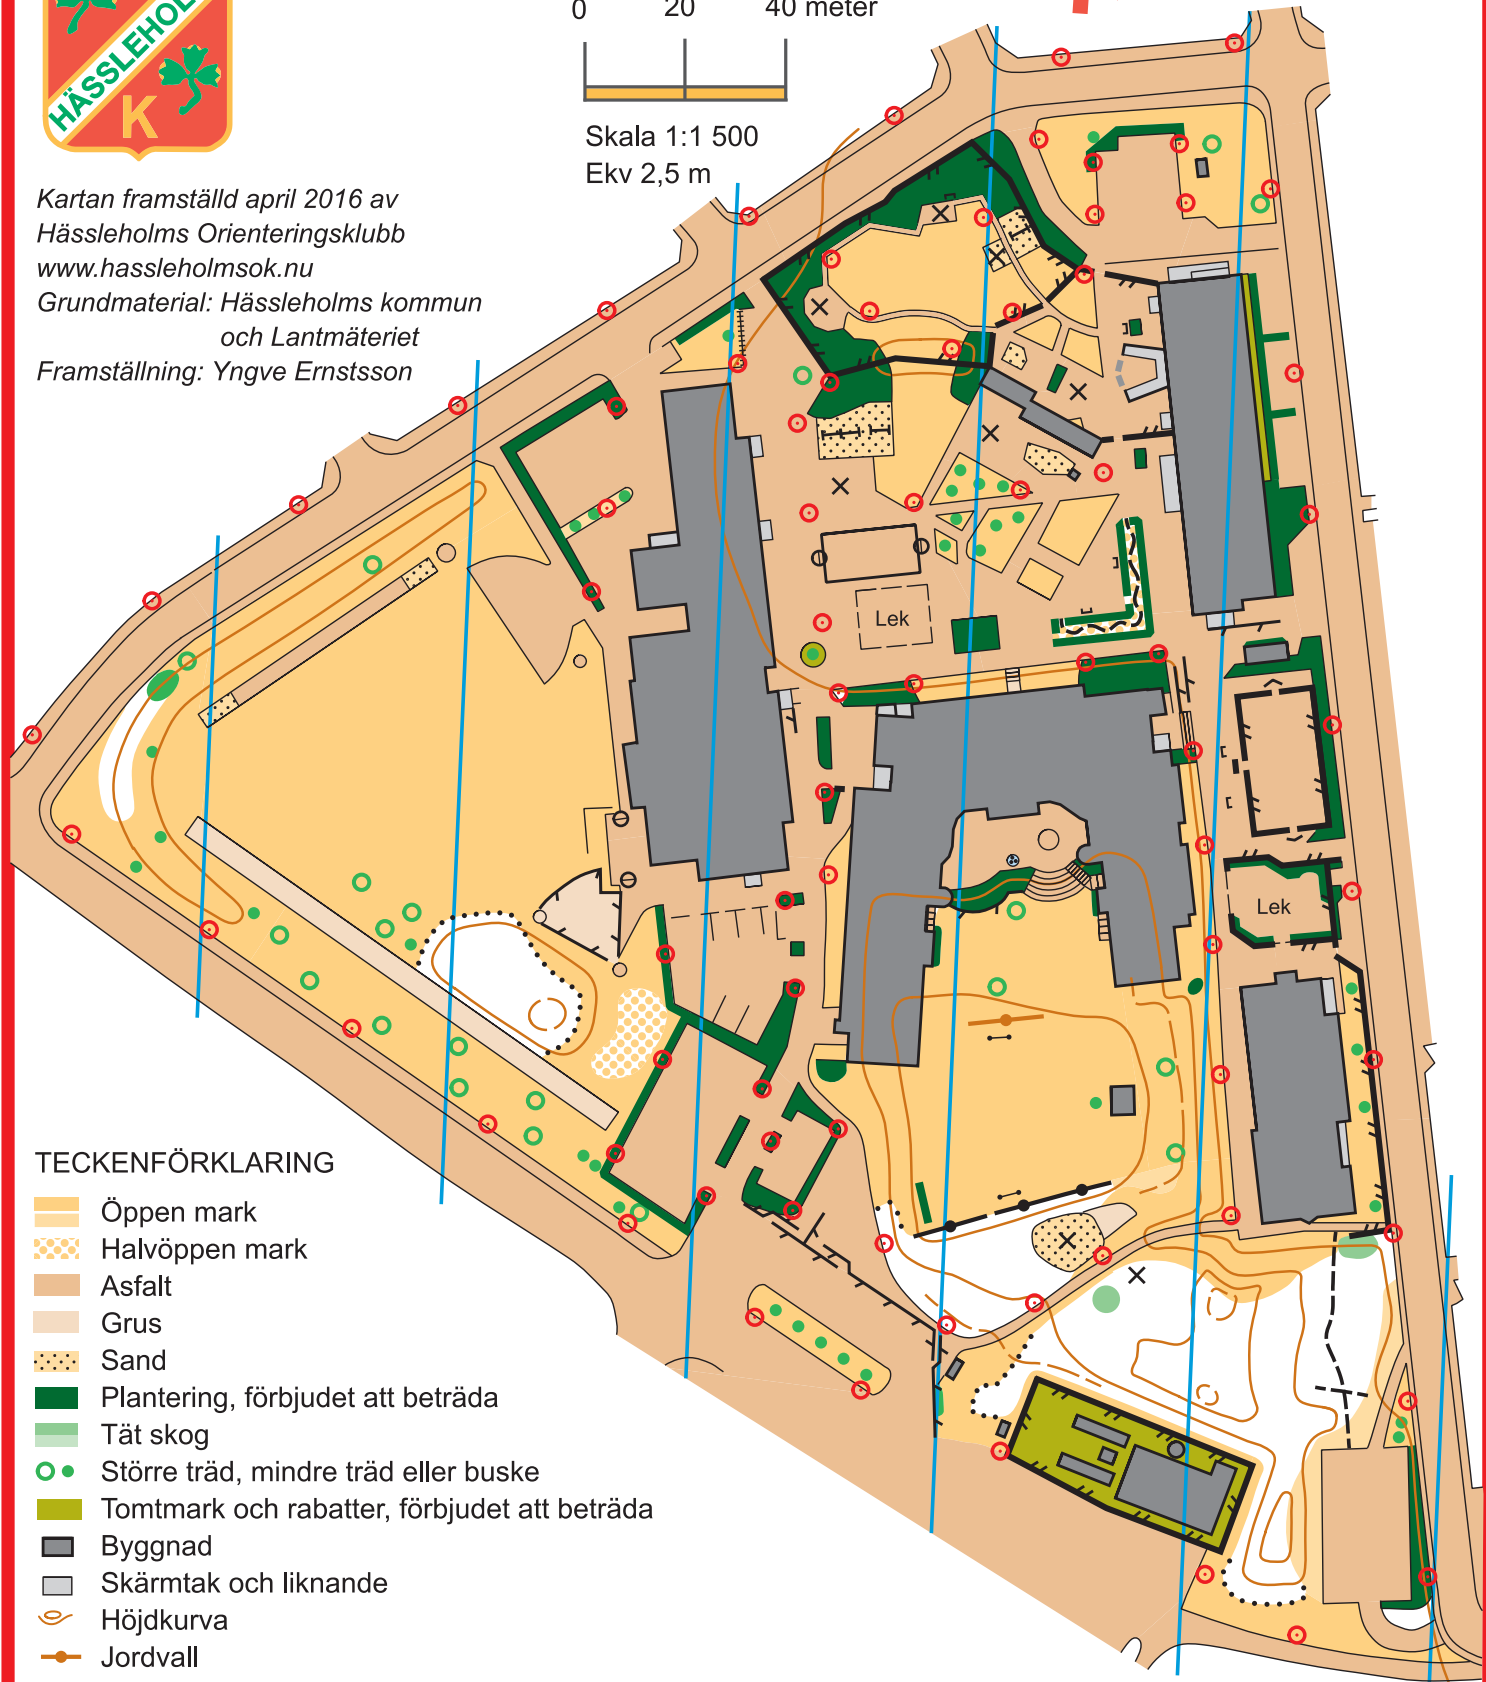 HÄSSLEHOL
K
0 20 40 meter
Skala 1:1 500
Ekv 2,5 m
Kartan framställd april 2016 av
Hässleholms Orienteringsklubb
www.hassleholmsok.nu
Grundmaterial: Hässleholms kommun
och Lantmäteriet
Framställning: Yngve Ernstsson
Lek
Lek
TECKENFÖRKLARING
Öppen mark
Halvöppen mark
Asfalt
Grus
Sand
Plantering, förbjudet att beträda
Tät skog
Större träd, mindre träd eller buske
Tomtmark och rabatter, förbjudet att beträda
Byggnad
Skärmtak och liknande
Höjdkurva
Jordvall